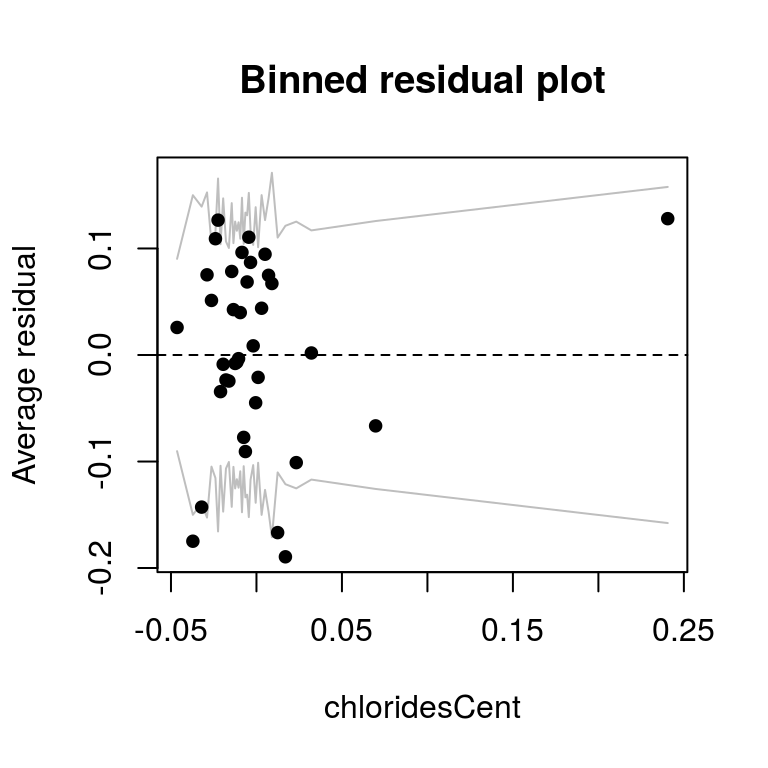 Binned residual plot
Average residual
0.1
0.0
-0.1
-0.2
-0.05 0.05 0.15 0.25
chloridesCent